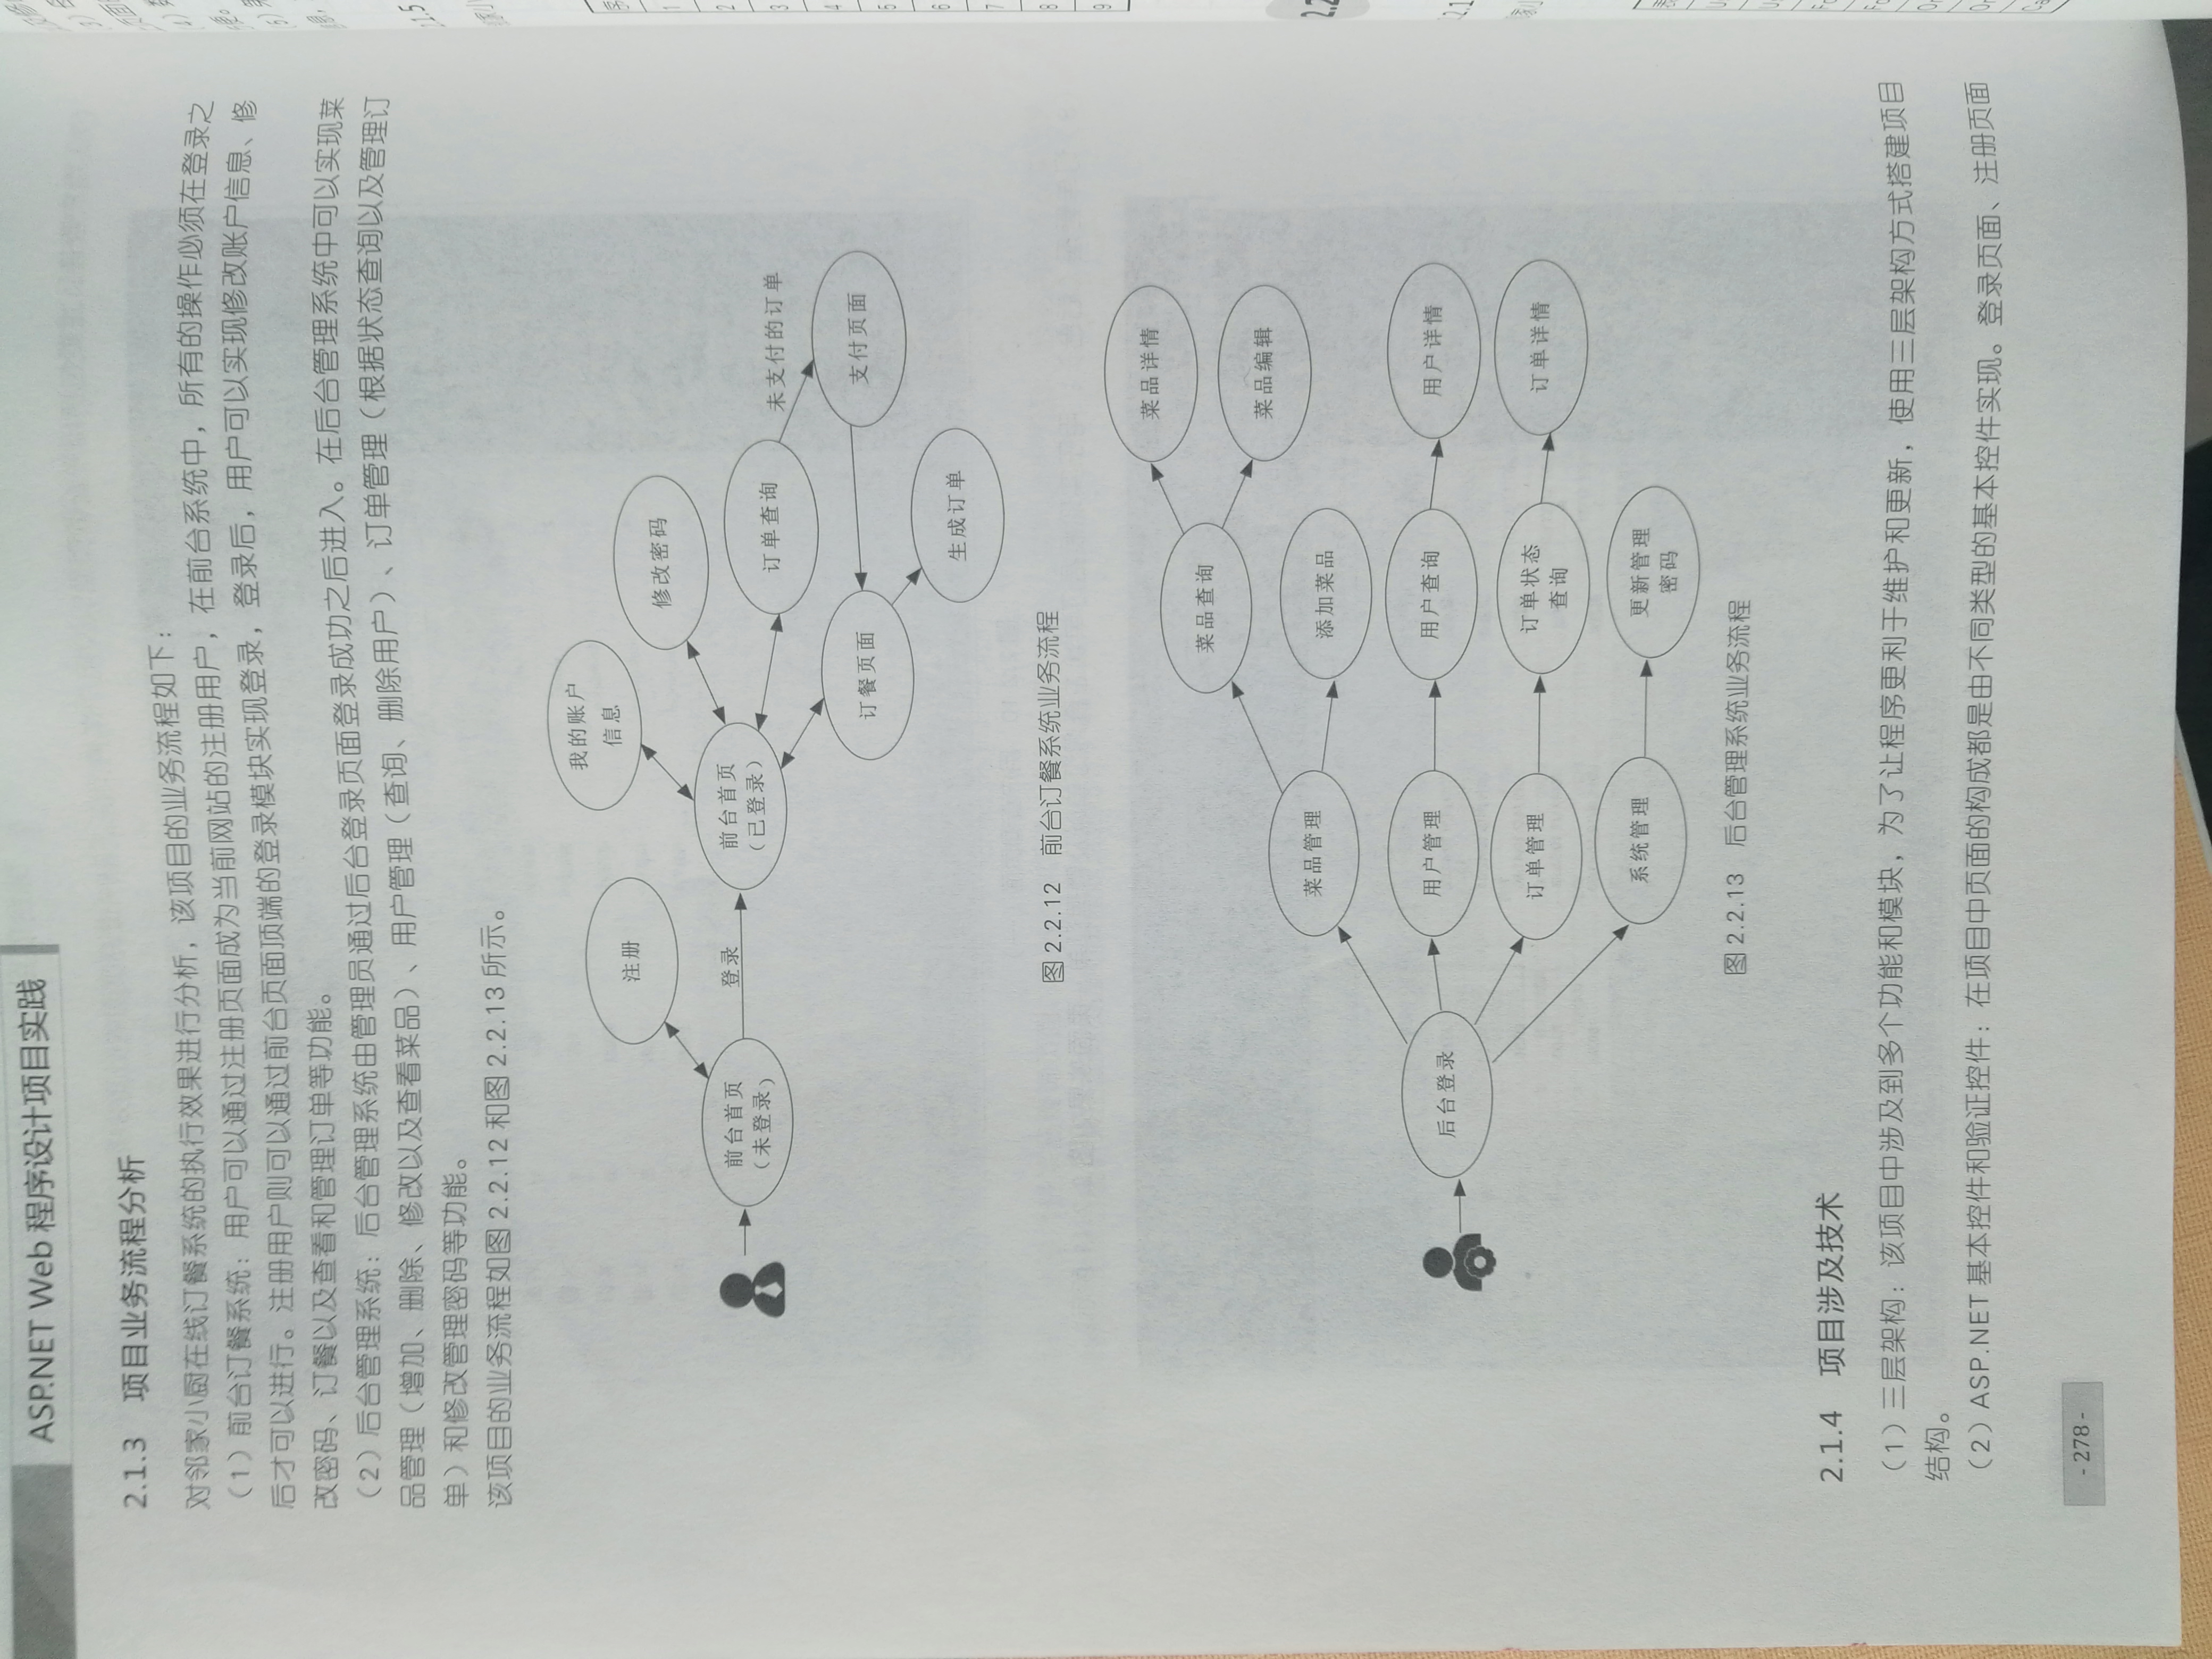 ASP.NET Web 程序设计项目实践
2.1.3 项目业务流程分析
对邻家小厨在线订餐系统的执行效果进行分析，该项目的业务流程如下：
（1）前台订餐系统：用户可以通过注册页面成为当前网站的注册用户，在前台系统中，所有的操作必须在登录之
后才可以进行。注册用户则可以通过前台页面顶端的登录模块实现登录，登录后，用户可以实现修改账户信息、修
改密码、订餐以及查看和管理订单等功能。
（2）后台管理系统：后台管理系统由管理员通过后台登录页面登录成功之后进入。在后台管理系统中可以实现菜
品管理（增加、删除、修改以及查看菜品）、用户管理（查询、删除用户）、订单管理（根据状态查询以及管理订
单）和修改管理密码等功能。
该项目的业务流程如图 2.2.12 和图 2.2.13 所示。
我的账户
信息
注册
修改密码
前台首页
（未登录）
登录
前台首页
（已登录）
订单查询
未支付的订单
订餐页面
支付页面
生成订单
图 2.2.12 前台订餐系统业务流程
菜品详情
菜品查询
菜品编辑
菜品管理
添加菜品
后台登录
用户管理
用户查询
用户详情
订单管理
订单状态
查询
订单详情
系统管理
更新管理
密码
图 2.2.13 后台管理系统业务流程
2.1.4 项目涉及技术
（1）三层架构：该项目中涉及到多个功能和模块，为了让程序更利于维护和更新，使用三层架构方式搭建项目
结构。
（2）ASP.NET 基本控件和验证控件：在项目中页面的构成都是由不同类型的基本控件实现。登录页面、注册页面
- 278 -